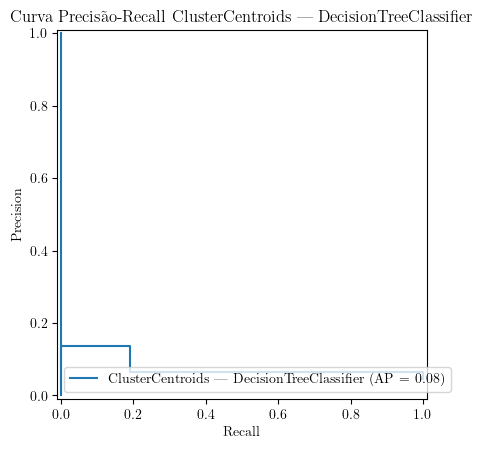 Curva Precisão-Recall ClusterCentroids — DecisionTreeClassifier
1.0
0.8
0.6
0.4
0.2
0.0
Precision
ClusterCentroids — DecisionTreeClassifier (AP = 0.08)
0.0 0.2 0.4 0.6 0.8 1.0
Recall